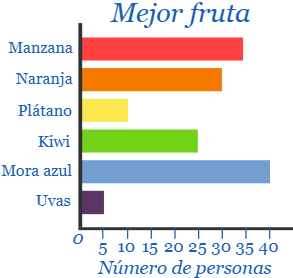 Mejor fruta
Manzana
Naranja
Plátano
Kiwi
Mora azul
Uvas
0 5 10 15 20 25 30 35 40
Número de personas